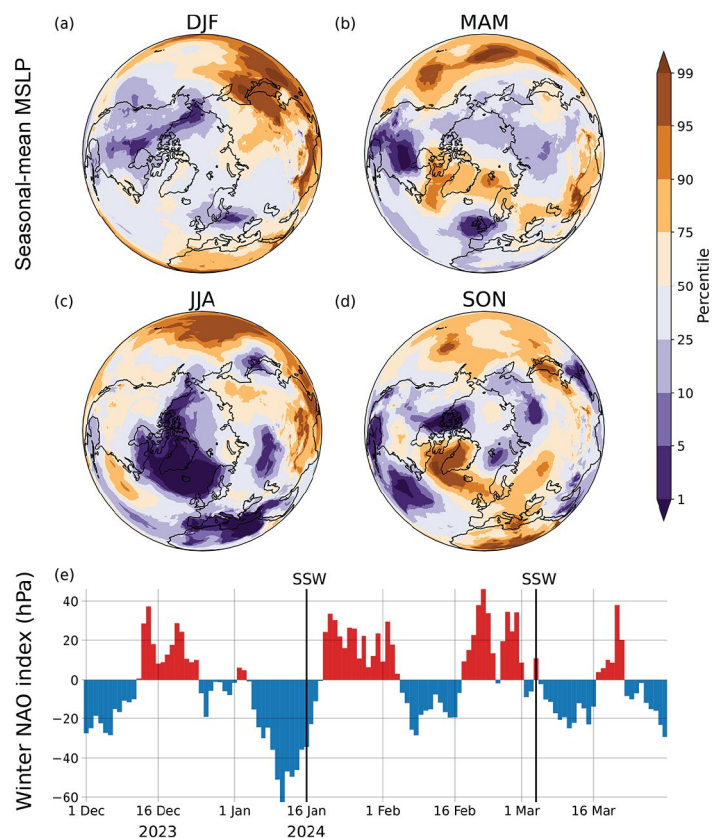 (a)
DJF
(b)
MAM
Seasonal-mean MSLP
99
95
90
75
50
25
10
5
1
Percentile
(c)
JJA
(d)
SON
(e)
SSW
SSW
Winter NAO index (hPa)
40
20
0
−20
−40
−60
1 Dec
16 Dec
1 Jan
16 Jan
1 Feb
16 Feb
1 Mar
16 Mar
2023
2024